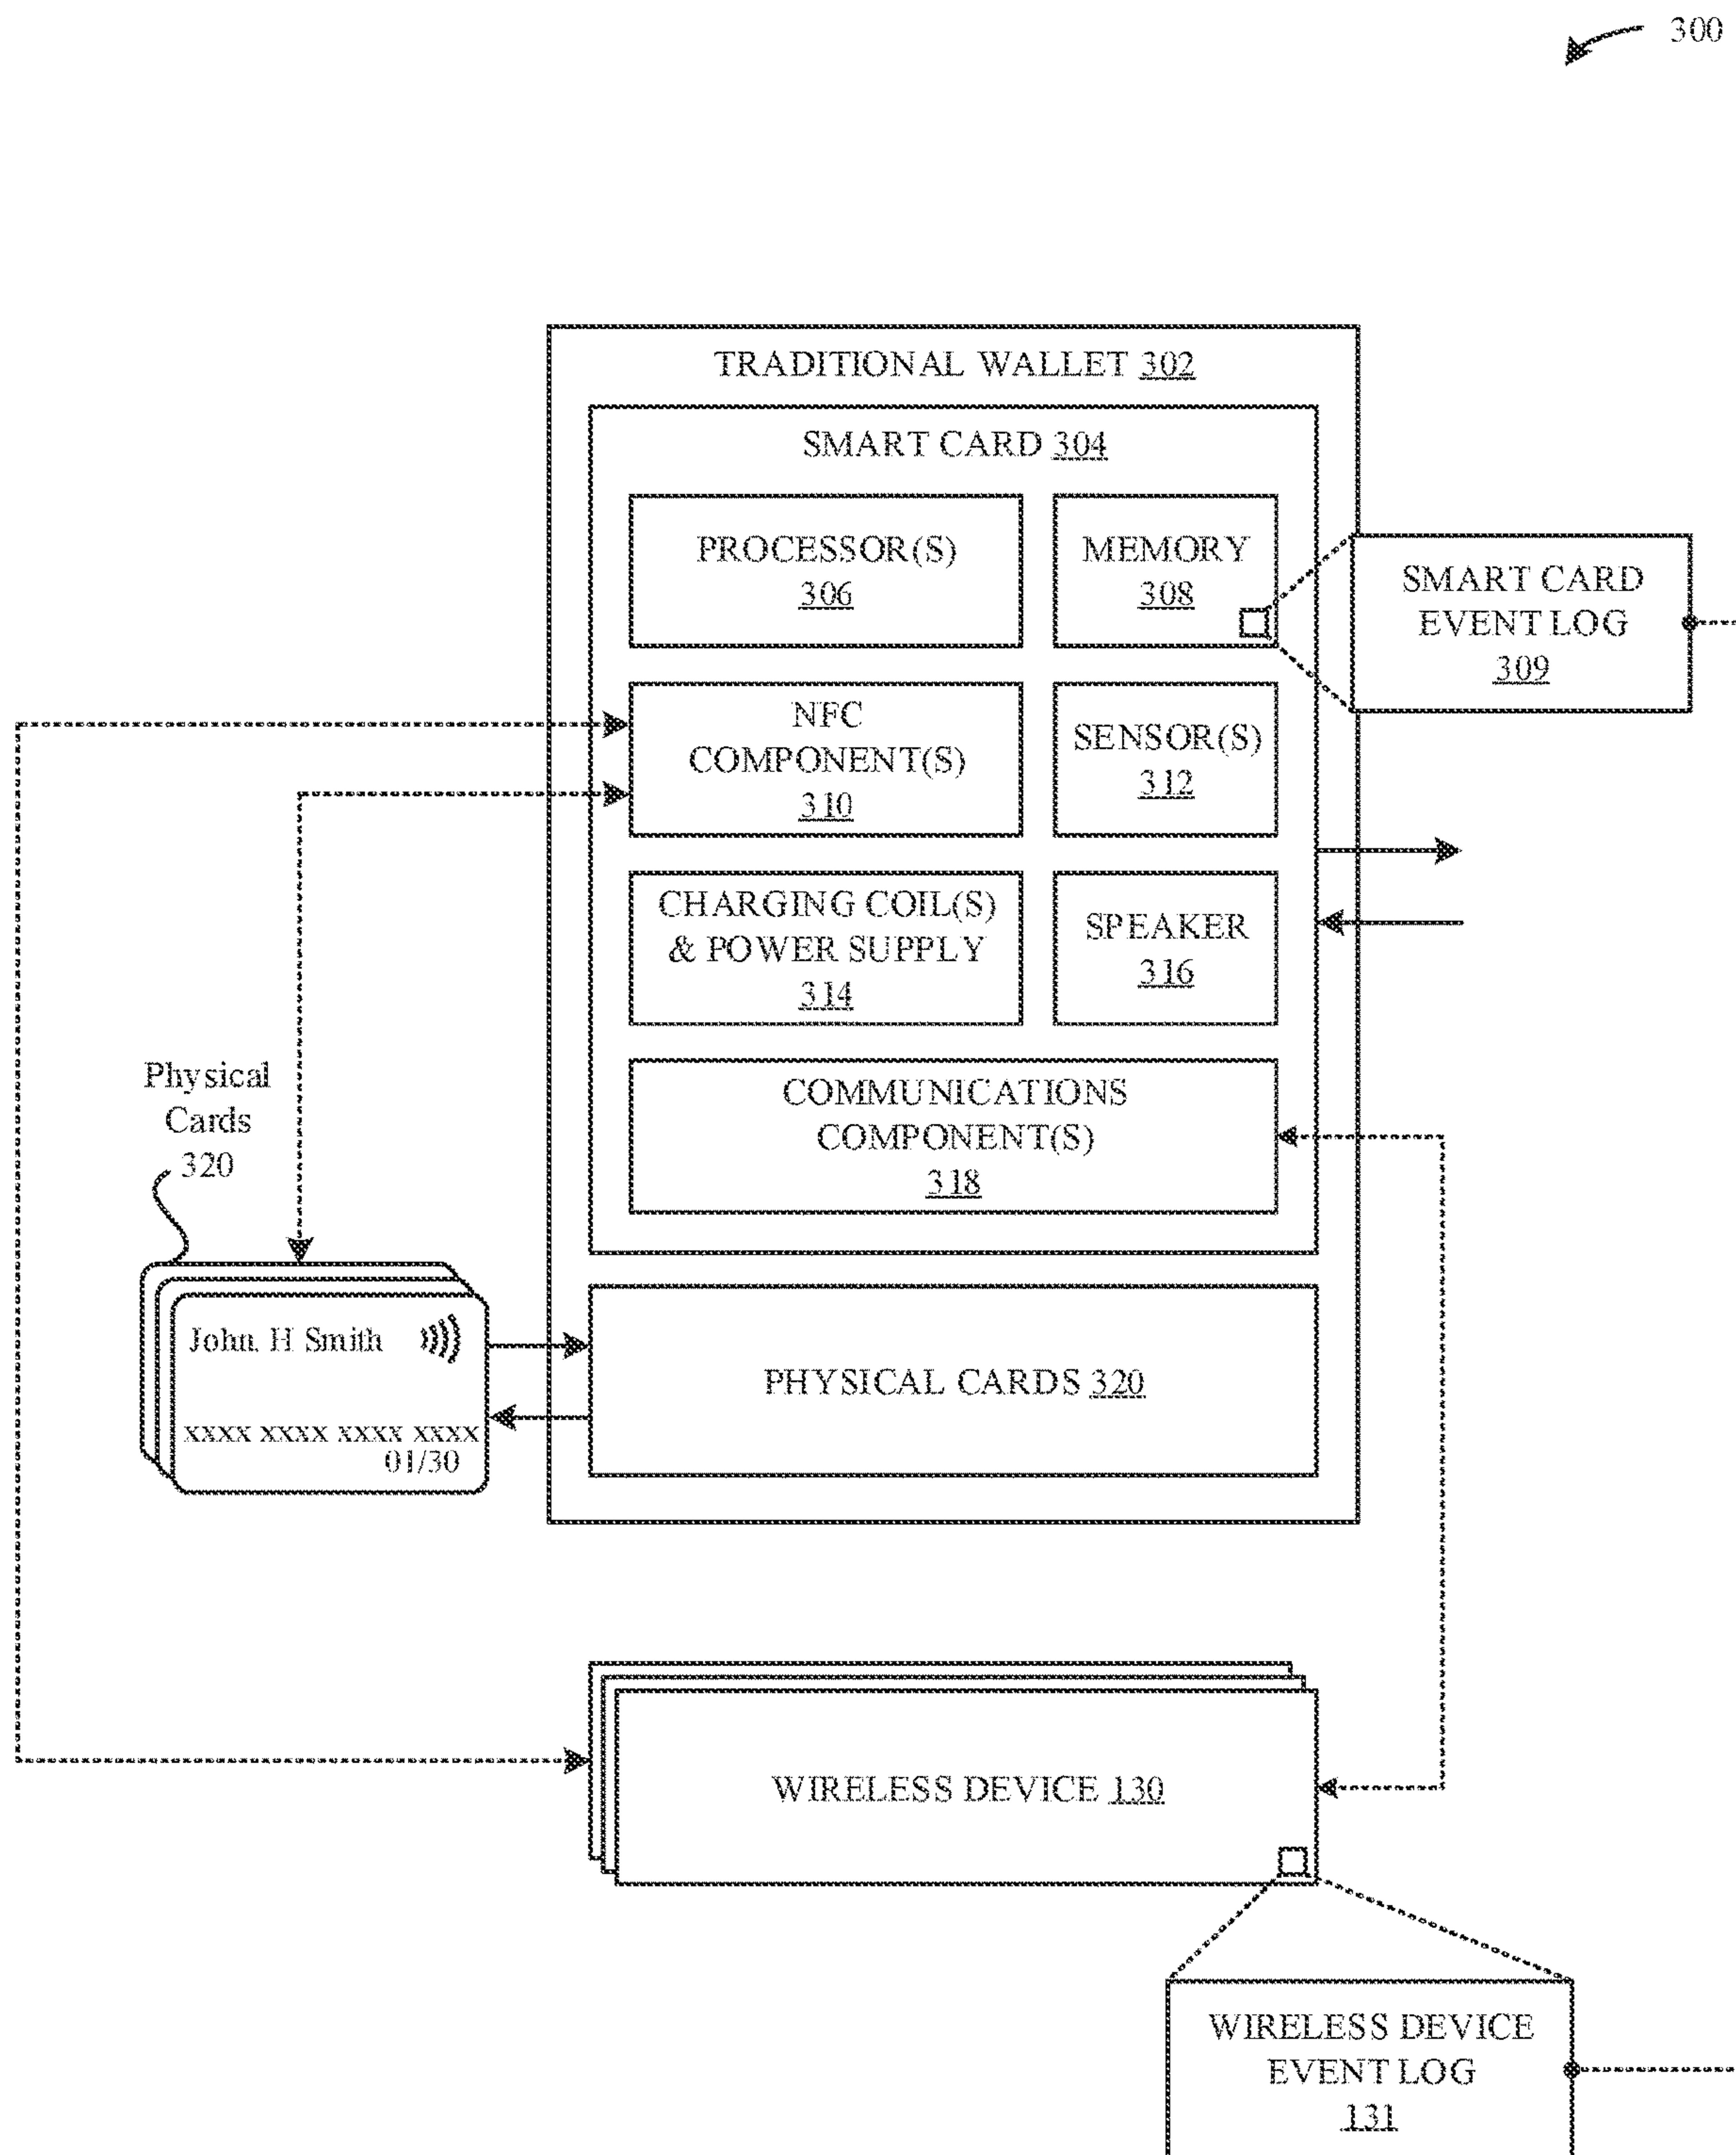 300
TRADITIONAL WALLET 302
SMART CARD 304
PROCESSOR(S)
306
MEMORY
308
SMART CARD
EVENT LOG
309
NFC
COMPONENT(S)
310
SENSOR(S)
312
CHARGING COIL(S)
& POWER SUPPLY
314
SPEAKER
316
COMMUNICATIONS
COMPONENT(S)
318
Physical
Cards
320
John. H Smith
xxxx xxxx xxxx xxxx
01/30
PHYSICAL CARDS 320
WIRELESS DEVICE 130
WIRELESS DEVICE
EVENT LOG
131